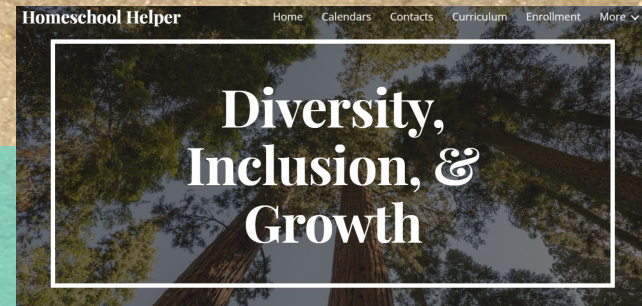 Homeschool Helper Home Calendars Contacts Curriculum Enrollment More
Diversity,
Inclusion, &
Growth